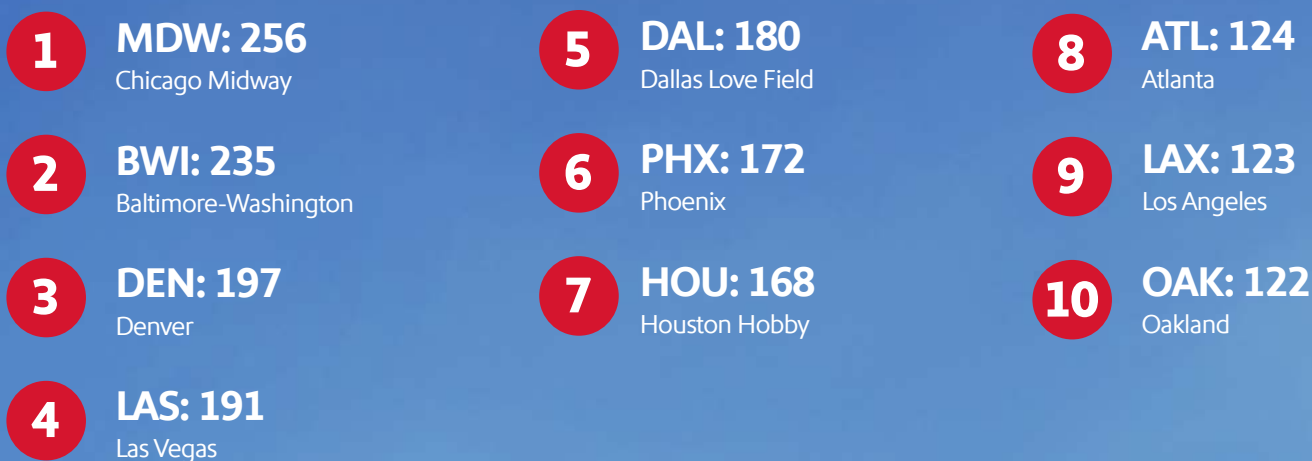 1
MDW: 256
Chicago Midway
2
BWI: 235
Baltimore-Washington
3
DEN: 197
Denver
4
LAS: 191
Las Vegas
5
DAL: 180
Dallas Love Field
6
PHX: 172
Phoenix
7
HOU: 168
Houston Hobby
8
ATL: 124
Atlanta
9
LAX: 123
Los Angeles
10
OAK: 122
Oakland